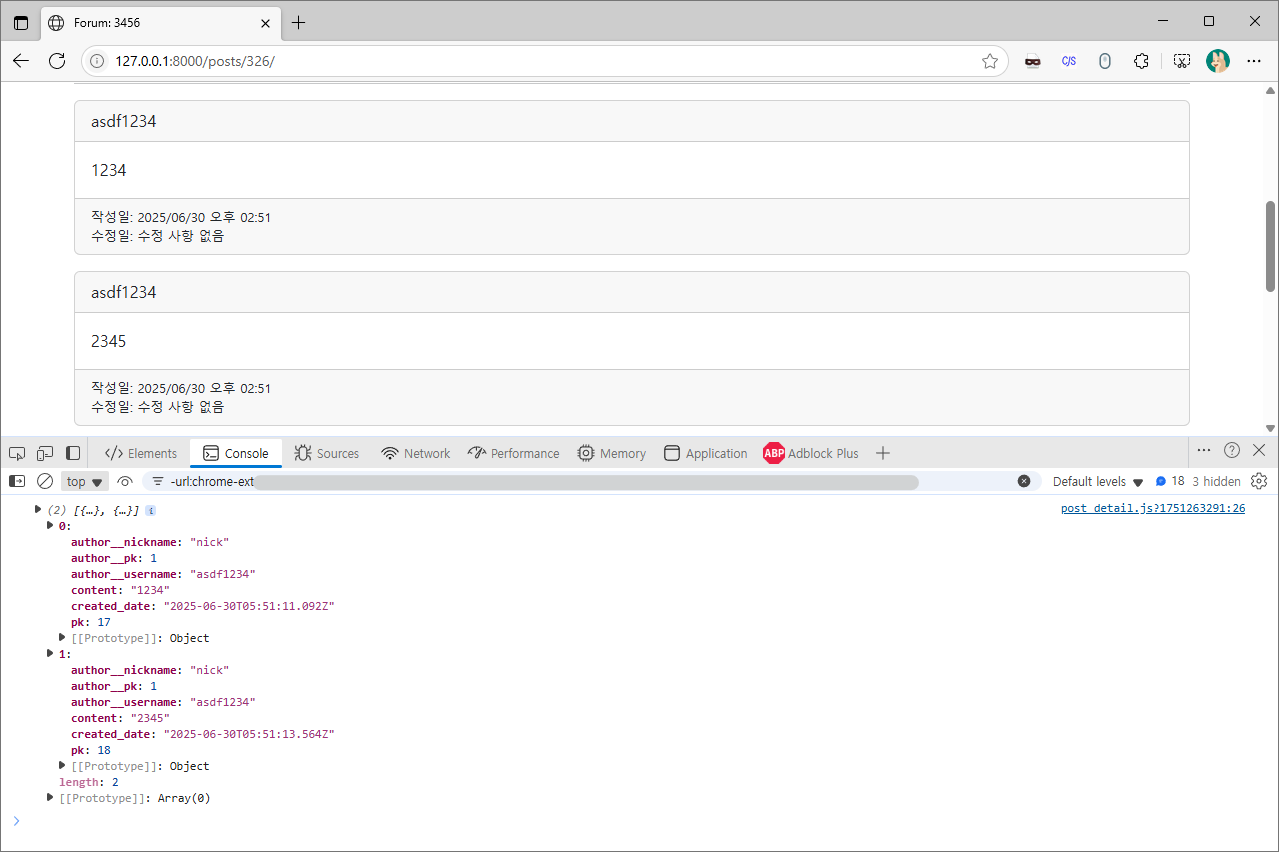 Forum: 3456
127.0.0.1:8000/posts/326/
C/S
asdf1234
1234
작성일: 2025/06/30 오후 02:51
수정일: 수정 사항 없음
asdf1234
2345
작성일: 2025/06/30 오후 02:51
수정일: 수정 사항 없음
Elements Console Sources Network Performance Memory Application ABP Adblock Plus
top -url:chrome-ext Default levels 18 3 hidden
(2) [{…}, {…}] i post_detail.js?1751263291:26
0:
author__nickname: "nick"
author__pk: 1
author__username: "asdf1234"
content: "1234"
created_date: "2025-06-30T05:51:11.092Z"
pk: 17
[[Prototype]]: Object
1:
author__nickname: "nick"
author__pk: 1
author__username: "asdf1234"
content: "2345"
created_date: "2025-06-30T05:51:13.564Z"
pk: 18
[[Prototype]]: Object
length: 2
[[Prototype]]: Array(0)